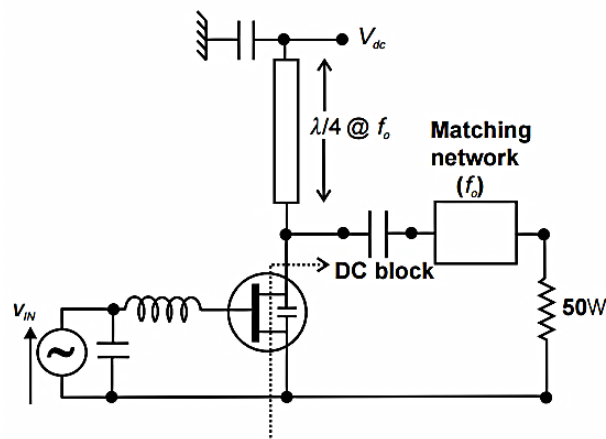 V_dc
λ/4 @ f_o
Matching
network
(f_o)
DC block
V_IN
~
50W